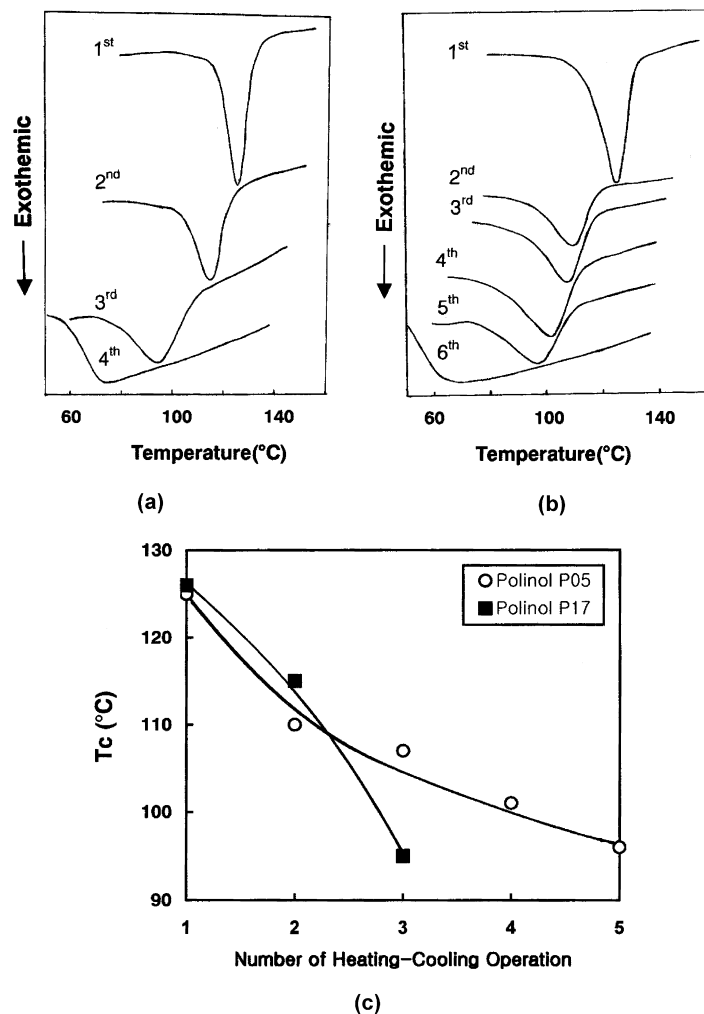 1st
2nd
3rd
4th
Exothemic
60 100 140
Temperature(°C)
(a)
1st
2nd
3rd
4th
5th
6th
Exothemic
60 100 140
Temperature(°C)
(b)
130
120
110
100
90
Tc (°C)
Polinol P05
Polinol P17
1 2 3 4 5
Number of Heating-Cooling Operation
(c)